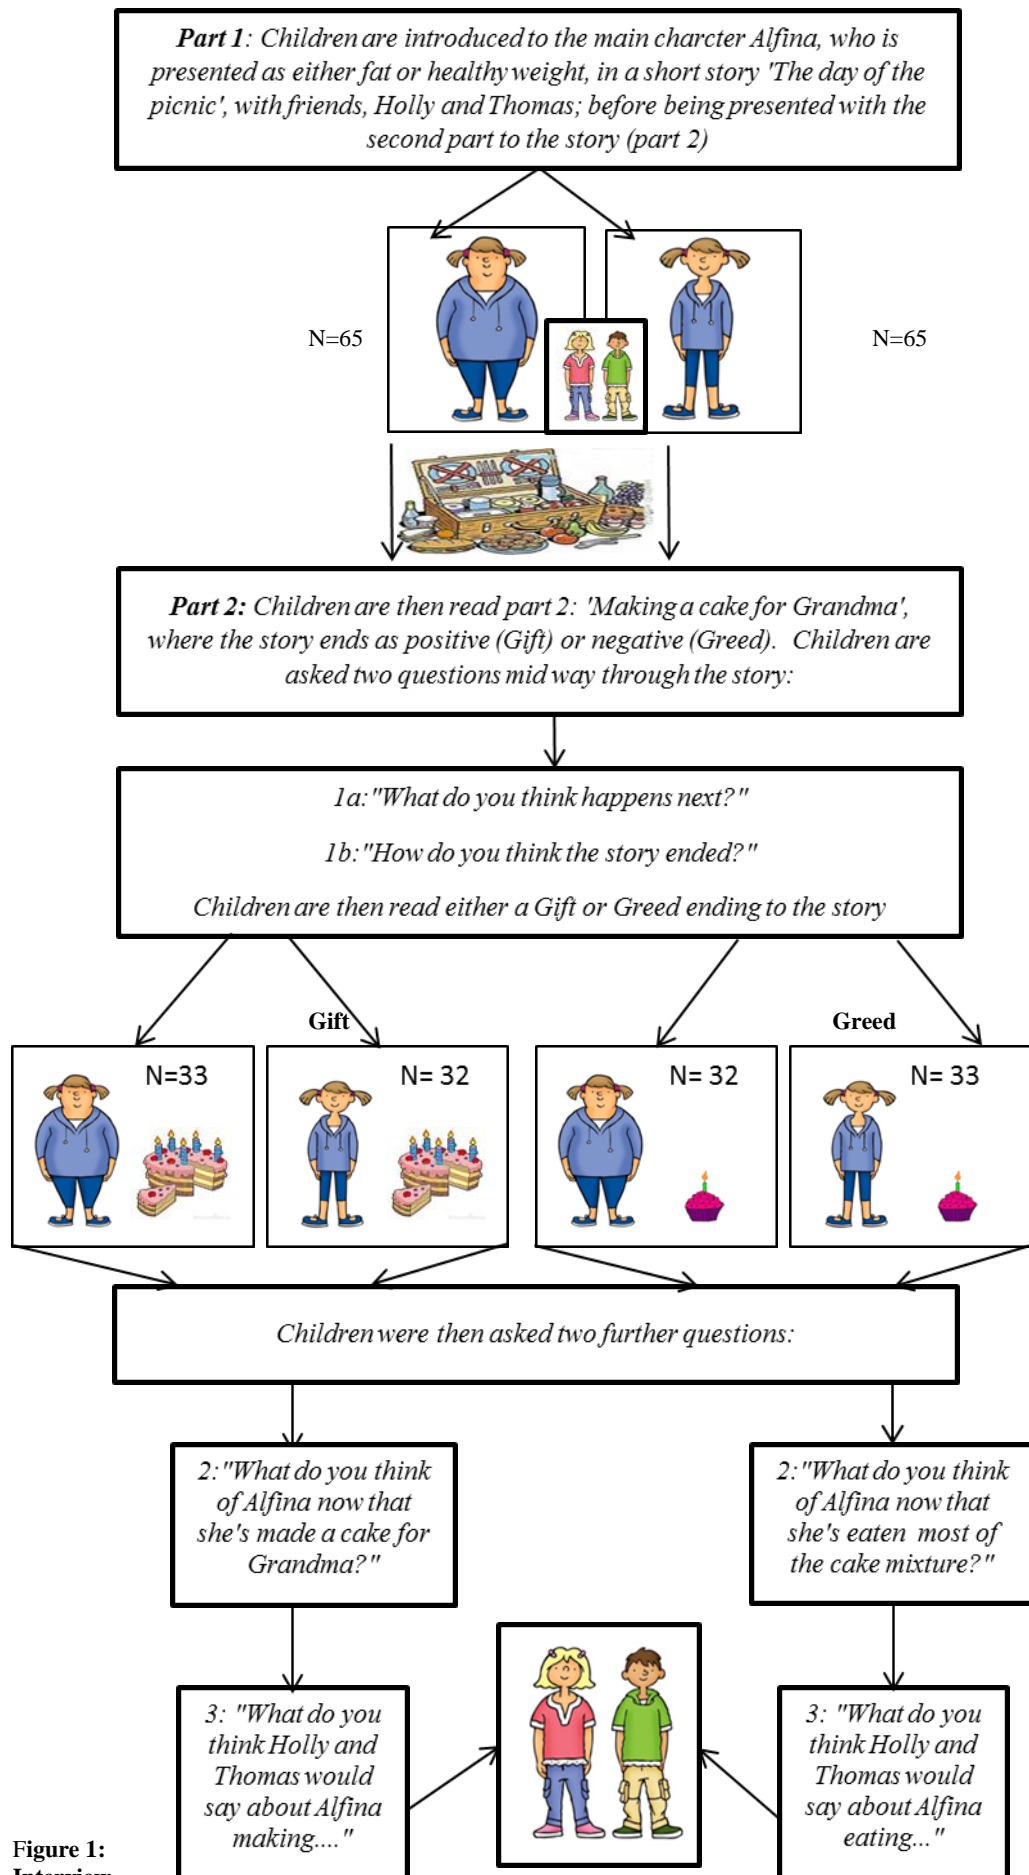 Part 1: Children are introduced to the main charcter Alfina, who is
presented as either fat or healthy weight, in a short story 'The day of the
picnic', with friends, Holly and Thomas; before being presented with the
second part to the story (part 2)
N=65
N=65
Part 2: Children are then read part 2: 'Making a cake for Grandma',
where the story ends as positive (Gift) or negative (Greed). Children are
asked two questions mid way through the story:
1a:"What do you think happens next?"
1b:"How do you think the story ended?"
Children are then read either a Gift or Greed ending to the story
Gift
Greed
N=33
N= 32
N= 32
N= 33
Children were then asked two further questions:
2:"What do you think
of Alfina now that
she's made a cake for
Grandma?"
2:"What do you think
of Alfina now that
she's eaten most of
the cake mixture?"
3: "What do you
think Holly and
Thomas would
say about Alfina
making...."
3: "What do you
think Holly and
Thomas would
say about Alfina
eating..."
Figure 1:
Interview